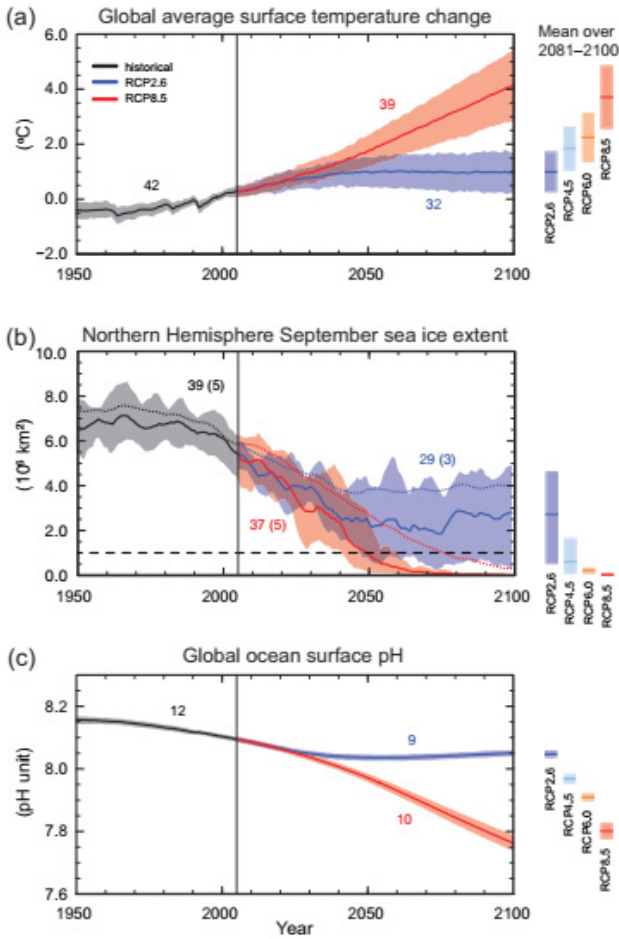 (a)
Global average surface temperature change
Mean over
2081–2100
6.0
4.0
2.0
0.0
−2.0
(ºC)
historical
RCP2.6
RCP8.5
42
39
32
1950
2000
2050
2100
RCP2.6
RCP4.5
RCP6.0
RCP8.5
(b)
Northern Hemisphere September sea ice extent
10.0
8.0
6.0
4.0
2.0
0.0
(10⁶ km²)
39 (5)
29 (3)
37 (5)
1950
2000
2050
2100
RCP2.6
RCP4.5
RCP6.0
RCP8.5
(c)
Global ocean surface pH
8.2
8.0
7.8
7.6
(pH unit)
12
9
10
1950
2000
2050
2100
Year
RCP2.6
RCP4.5
RCP6.0
RCP8.5